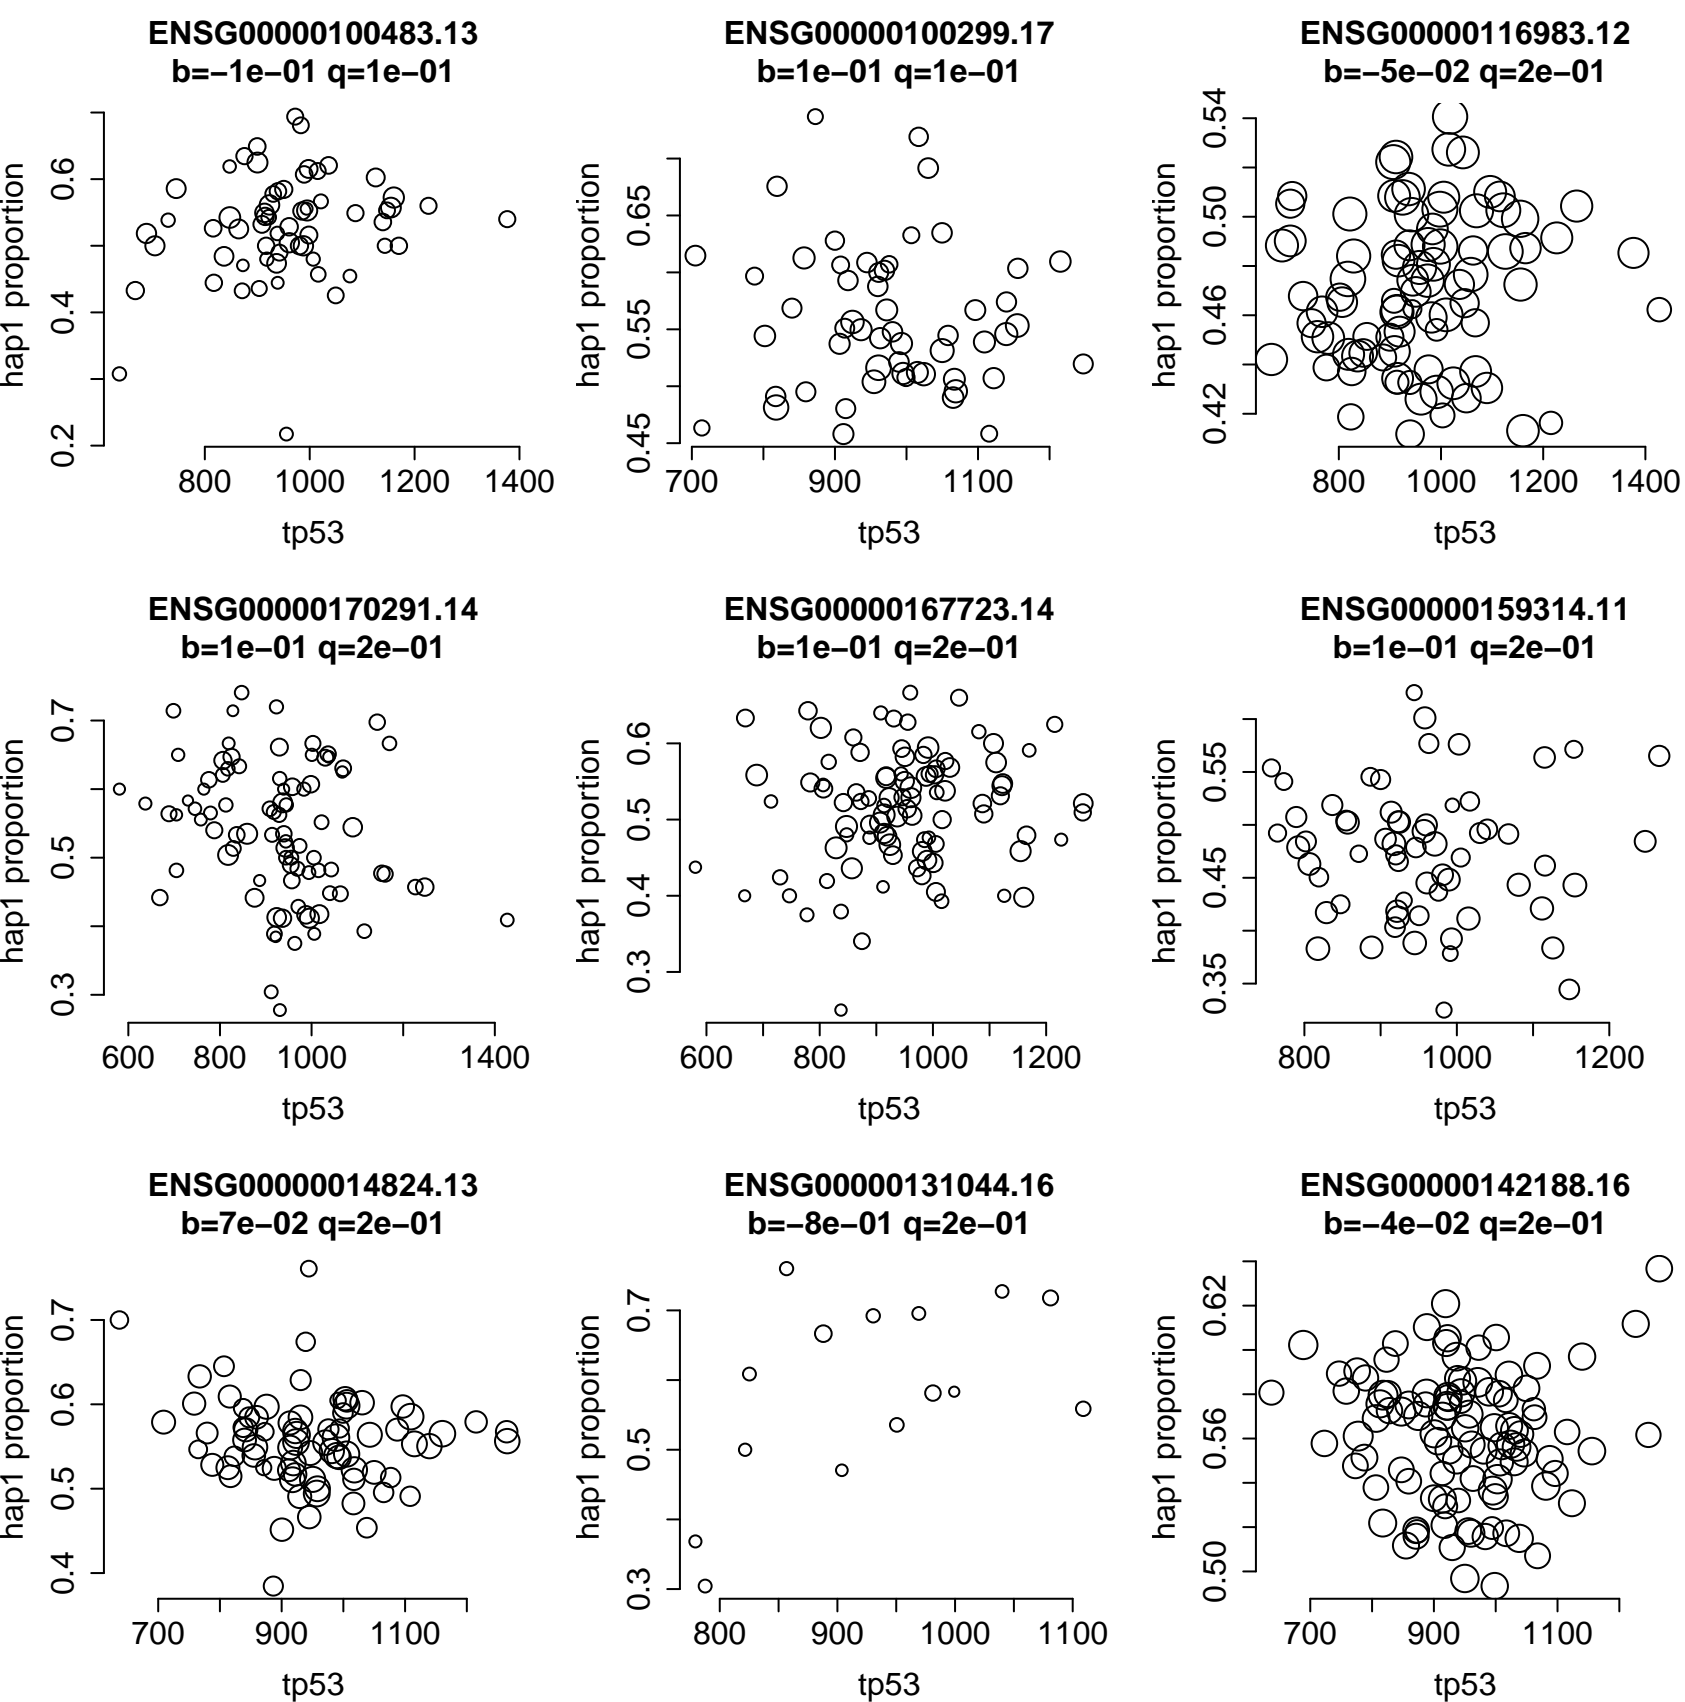 ENSG00000100483.13
b=−1e−01 q=1e−01
hap1 proportion
0.2 0.4 0.6
800 1000 1200 1400
tp53
ENSG00000100299.17
b=1e−01 q=1e−01
hap1 proportion
0.45 0.55 0.65
700 900 1100
tp53
ENSG00000116983.12
b=−5e−02 q=2e−01
hap1 proportion
0.42 0.46 0.50 0.54
800 1000 1200 1400
tp53
ENSG00000170291.14
b=1e−01 q=2e−01
hap1 proportion
0.3 0.5 0.7
600 800 1000 1400
tp53
ENSG00000167723.14
b=1e−01 q=2e−01
hap1 proportion
0.3 0.4 0.5 0.6
600 800 1000 1200
tp53
ENSG00000159314.11
b=1e−01 q=2e−01
hap1 proportion
0.35 0.45 0.55
800 1000 1200
tp53
ENSG00000014824.13
b=7e−02 q=2e−01
hap1 proportion
0.4 0.5 0.6 0.7
700 900 1100
tp53
ENSG00000131044.16
b=−8e−01 q=2e−01
hap1 proportion
0.3 0.5 0.7
800 900 1000 1100
tp53
ENSG00000142188.16
b=−4e−02 q=2e−01
hap1 proportion
0.50 0.56 0.62
700 900 1100
tp53